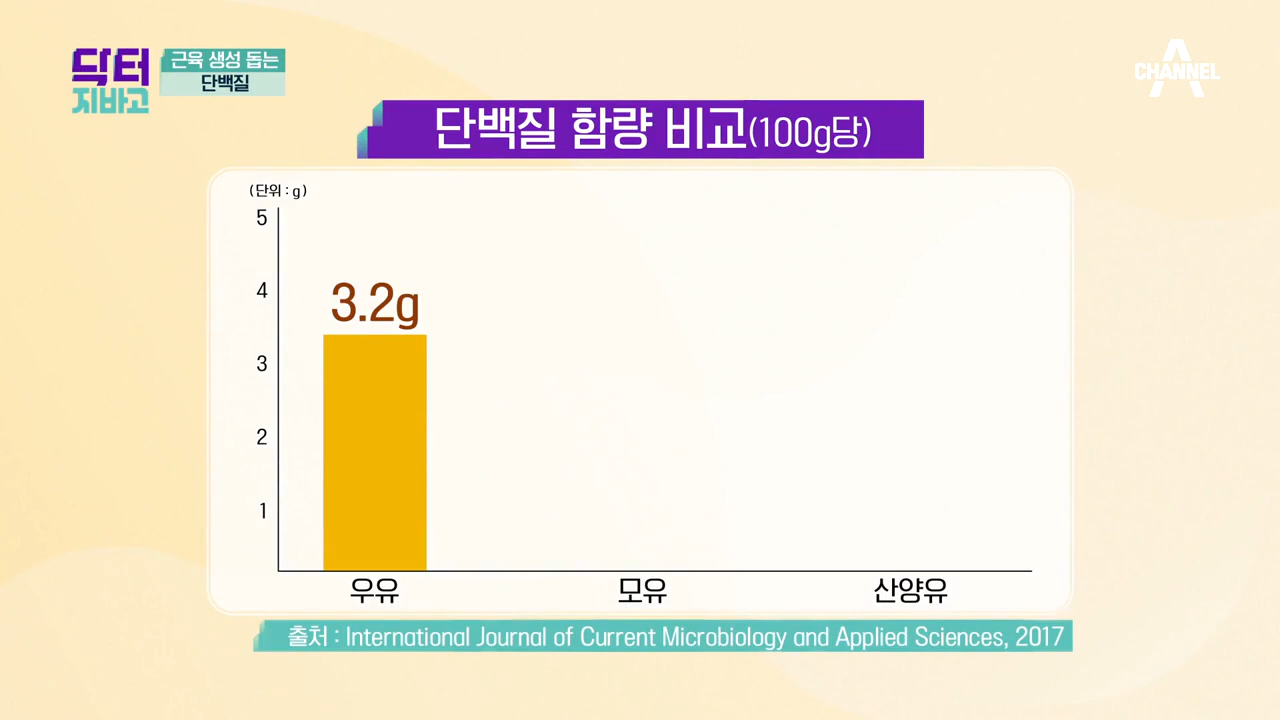 닥터
지바고
근육 생성 돕는
단백질
CHANNEL A
단백질 함량 비교(100g당)
(단위 : g)
5
4
3
2
1
3.2g
우유
모유
산양유
출처 : International Journal of Current Microbiology and Applied Sciences, 2017